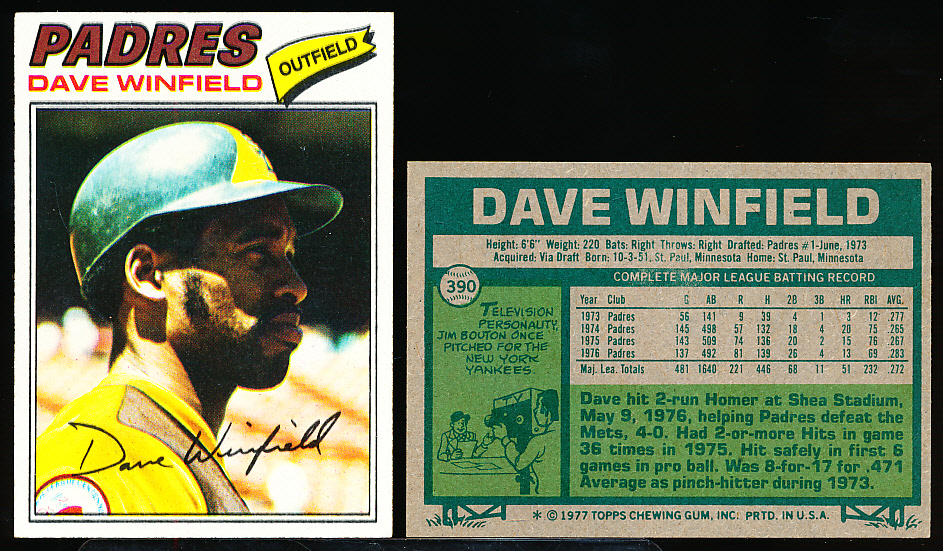 PADRES
DAVE WINFIELD
OUTFIELD
Dave Winfield
DAVE WINFIELD
Height: 6'6" Weight: 220 Bats: Right Throws: Right Drafted: Padres #1-June, 1973
Acquired: Via Draft Born: 10-3-51, St. Paul, Minnesota Home: St. Paul, Minnesota
390
COMPLETE MAJOR LEAGUE BATTING RECORD
Year Club G AB R H 2B 3B HR RBI AVG.
1973 Padres 56 141 9 39 4 1 3 12 .277
1974 Padres 145 498 57 132 18 4 20 75 .265
1975 Padres 143 509 74 136 20 2 15 76 .267
1976 Padres 137 492 81 139 26 4 13 69 .283
Maj. Lea. Totals 481 1640 221 446 68 11 51 232 .272
TELEVISION
PERSONALITY,
JIM BOUTON ONCE
PITCHED FOR THE
NEW YORK
YANKEES.
TV
Dave hit 2-run Homer at Shea Stadium,
May 9, 1976, helping Padres defeat the
Mets, 4-0. Had 2-or-more Hits in game
36 times in 1975. Hit safely in first 6
games in pro ball. Was 8-for-17 for .471
Average as pinch-hitter during 1973.
* © 1977 TOPPS CHEWING GUM, INC. PRTD. IN U.S.A.